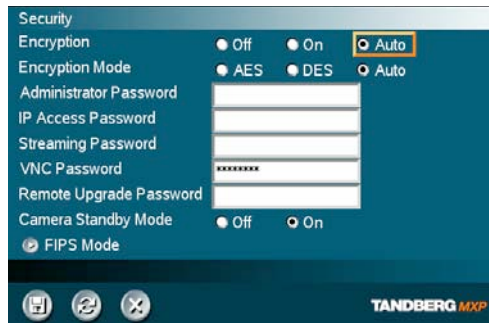 Security
Encryption Off On Auto
Encryption Mode AES DES Auto
Administrator Password
IP Access Password
Streaming Password
VNC Password ********
Remote Upgrade Password
Camera Standby Mode Off On
FIPS Mode
TANDBERG MXP